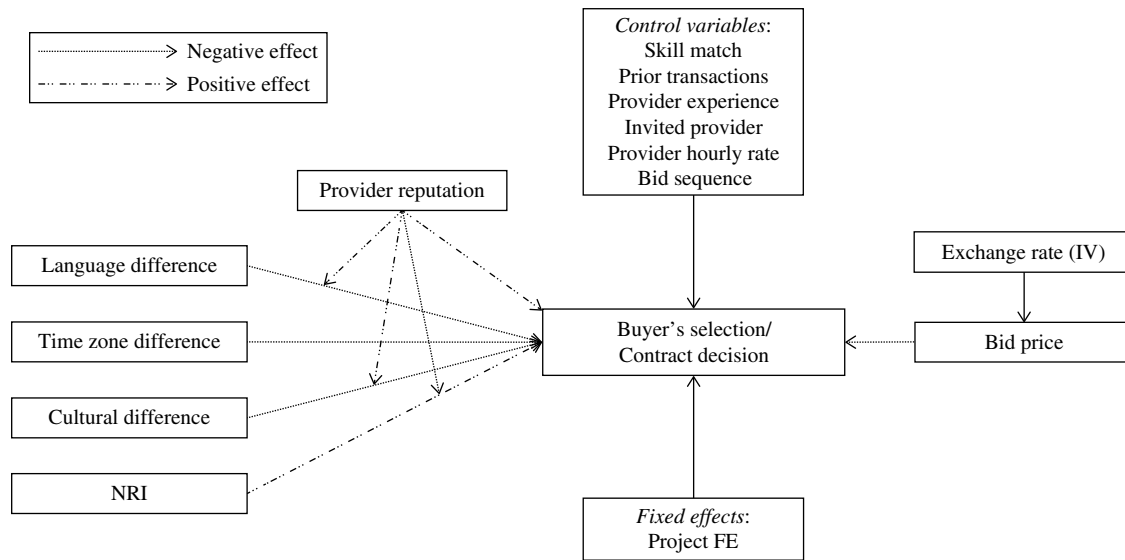 Negative effect
Positive effect
Control variables:
Skill match
Prior transactions
Provider experience
Invited provider
Provider hourly rate
Bid sequence
Provider reputation
Language difference
Exchange rate (IV)
Time zone difference
Buyer’s selection/
Contract decision
Bid price
Cultural difference
NRI
Fixed effects:
Project FE